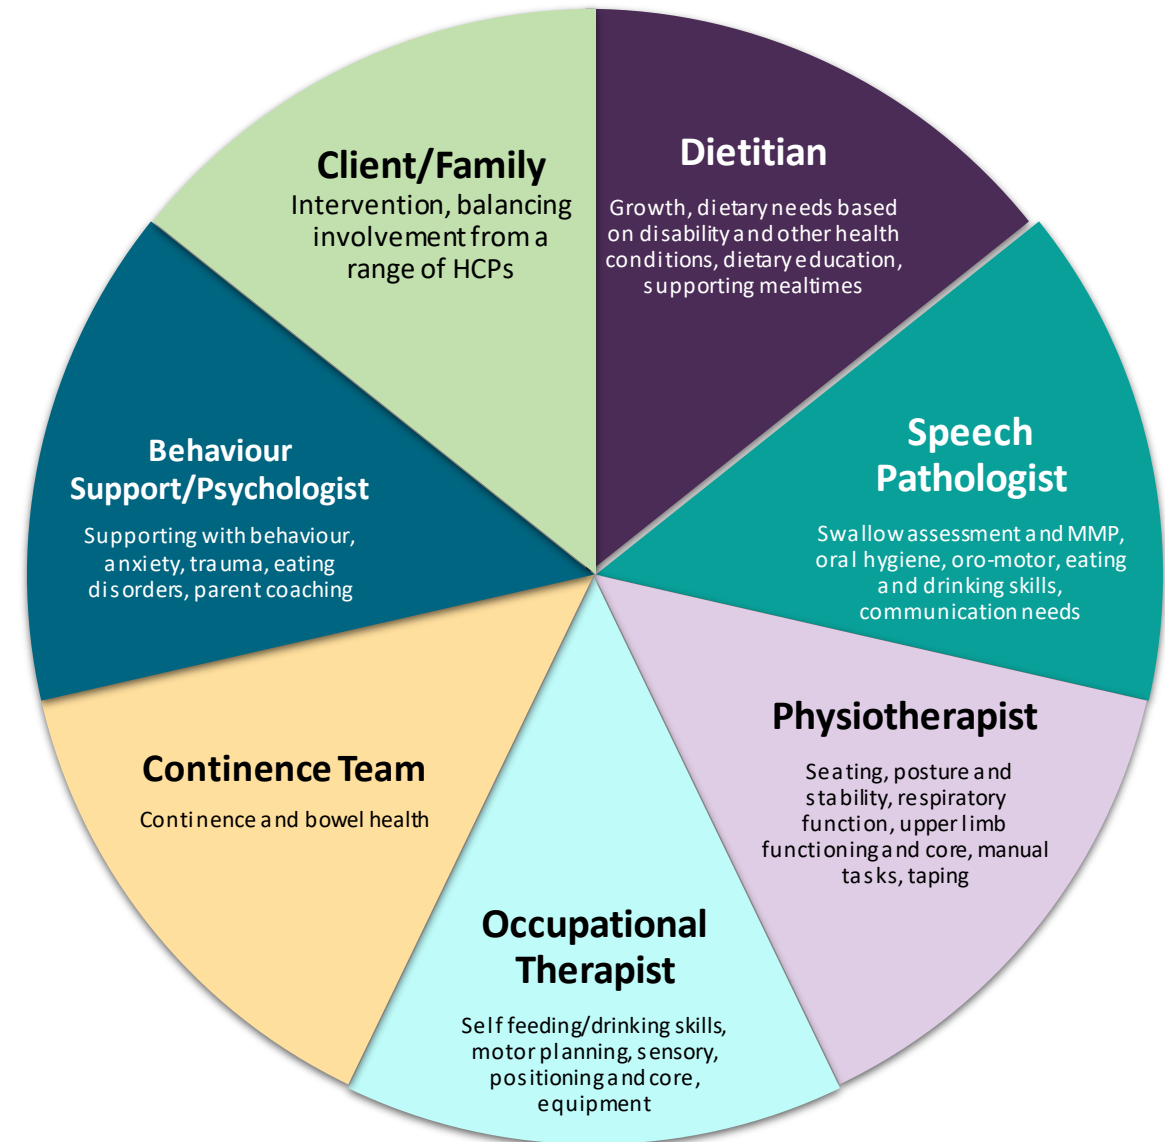 Client/Family
Intervention, balancing
involvement from a
range of HCPs
Dietitian
Growth, dietary needs based
on disability and other health
conditions, dietary education,
supporting mealtimes
Speech
Pathologist
Swallow assessment and MMP,
oral hygiene, oro-motor, eating
and drinking skills,
communication needs
Physiotherapist
Seating, posture and
stability, respiratory
function, upper limb
functioning and core, manual
tasks, taping
Occupational
Therapist
Self feeding/drinking skills,
motor planning, sensory,
positioning and core,
equipment
Continence Team
Continence and bowel health
Behaviour
Support/Psychologist
Supporting with behaviour,
anxiety, trauma, eating
disorders, parent coaching